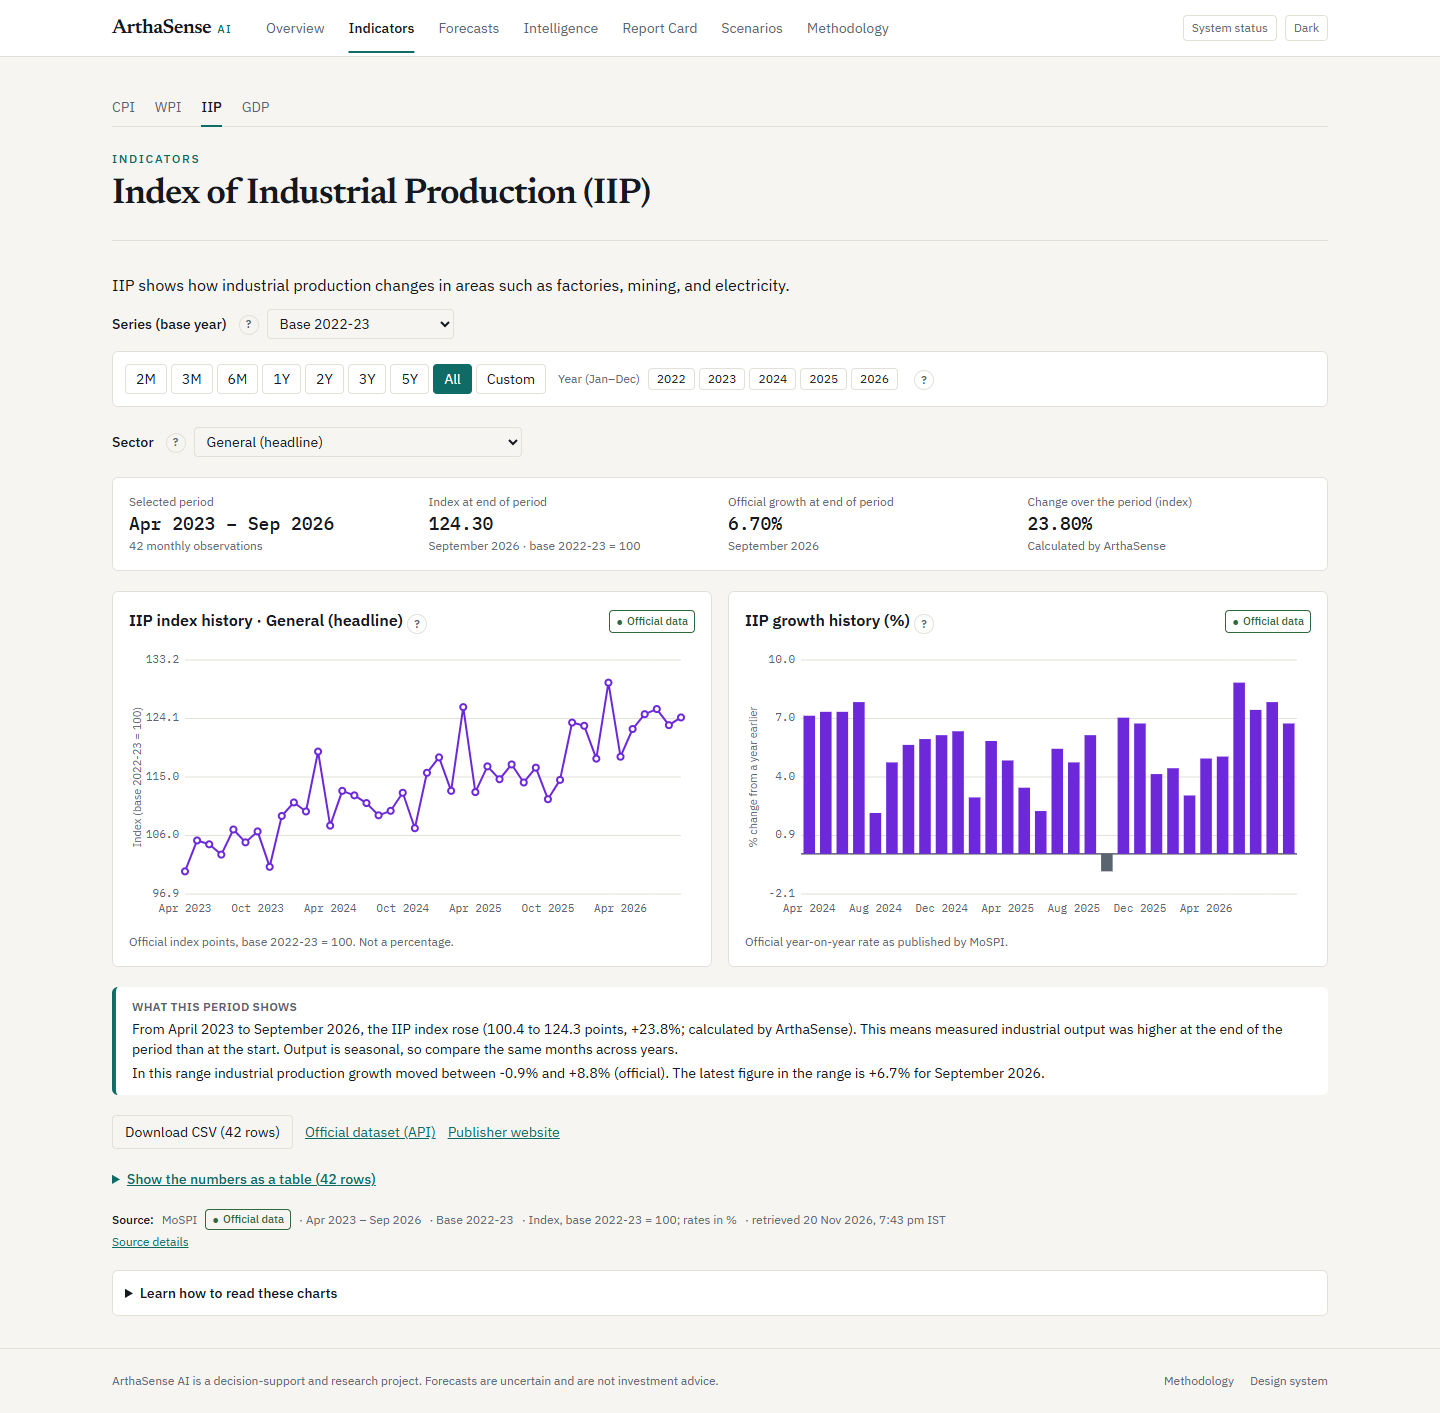 ArthaSense AI Overview Indicators Forecasts Intelligence Report Card Scenarios Methodology System status Dark
CPI WPI IIP GDP
INDICATORS
Index of Industrial Production (IIP)
IIP shows how industrial production changes in areas such as factories, mining, and electricity.
Series (base year) ? Base 2022-23
2M 3M 6M 1Y 2Y 3Y 5Y All Custom Year (Jan–Dec) 2022 2023 2024 2025 2026 ?
Sector ? General (headline)
Selected period
Apr 2023 – Sep 2026
42 monthly observations
Index at end of period
124.30
September 2026 · base 2022-23 = 100
Official growth at end of period
6.70%
September 2026
Change over the period (index)
23.80%
Calculated by ArthaSense
IIP index history · General (headline) ? ● Official data
Index (base 2022-23 = 100)
133.2
124.1
115.0
106.0
96.9
Apr 2023 Oct 2023 Apr 2024 Oct 2024 Apr 2025 Oct 2025 Apr 2026
Official index points, base 2022-23 = 100. Not a percentage.
IIP growth history (%) ? ● Official data
% change from a year earlier
10.0
7.0
4.0
0.9
-2.1
Apr 2024 Aug 2024 Dec 2024 Apr 2025 Aug 2025 Dec 2025 Apr 2026
Official year-on-year rate as published by MoSPI.
WHAT THIS PERIOD SHOWS
From April 2023 to September 2026, the IIP index rose (100.4 to 124.3 points, +23.8%; calculated by ArthaSense). This means measured industrial output was higher at the end of the
period than at the start. Output is seasonal, so compare the same months across years.
In this range industrial production growth moved between -0.9% and +8.8% (official). The latest figure in the range is +6.7% for September 2026.
Download CSV (42 rows) Official dataset (API) Publisher website
▶ Show the numbers as a table (42 rows)
Source: MoSPI ● Official data · Apr 2023 – Sep 2026 · Base 2022-23 · Index, base 2022-23 = 100; rates in % · retrieved 20 Nov 2026, 7:43 pm IST
Source details
▶ Learn how to read these charts
ArthaSense AI is a decision-support and research project. Forecasts are uncertain and are not investment advice. Methodology Design system